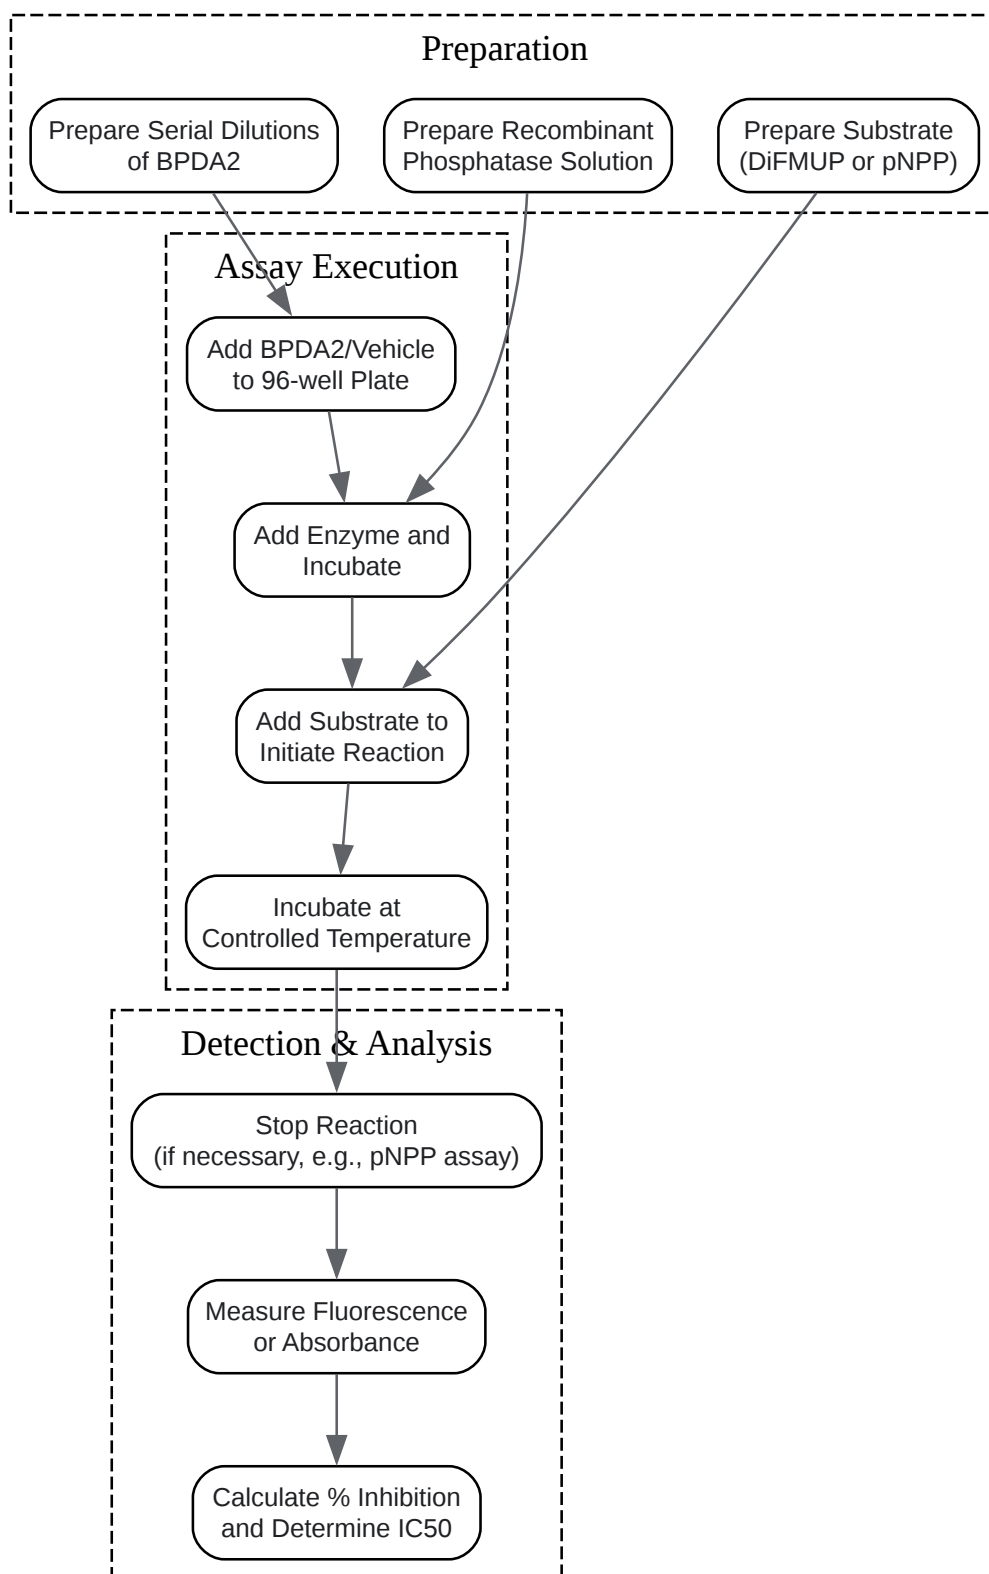 Preparation
Prepare Serial Dilutions
of BPDA2
Prepare Recombinant
Phosphatase Solution
Prepare Substrate
(DiFMUP or pNPP)
Assay Execution
Add BPDA2/Vehicle
to 96-well Plate
Add Enzyme and
Incubate
Add Substrate to
Initiate Reaction
Incubate at
Controlled Temperature
Detection & Analysis
Stop Reaction
(if necessary, e.g., pNPP assay)
Measure Fluorescence
or Absorbance
Calculate % Inhibition
and Determine IC50